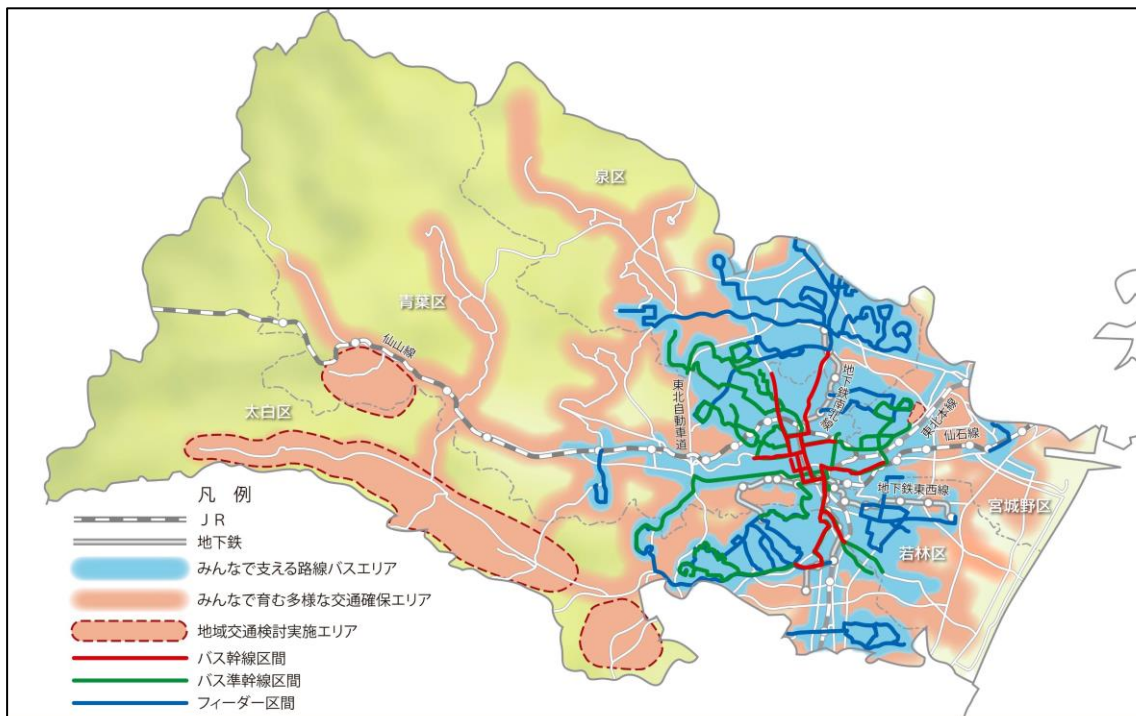 泉区
青葉区
仙山線
太白区
東北自動車道
地下鉄南北線
東北本線
仙石線
地下鉄東西線
宮城野区
若林区
凡 例
JR
地下鉄
みんなで支える路線バスエリア
みんなで育む多様な交通確保エリア
地域交通検討実施エリア
バス幹線区間
バス準幹線区間
フィーダー区間